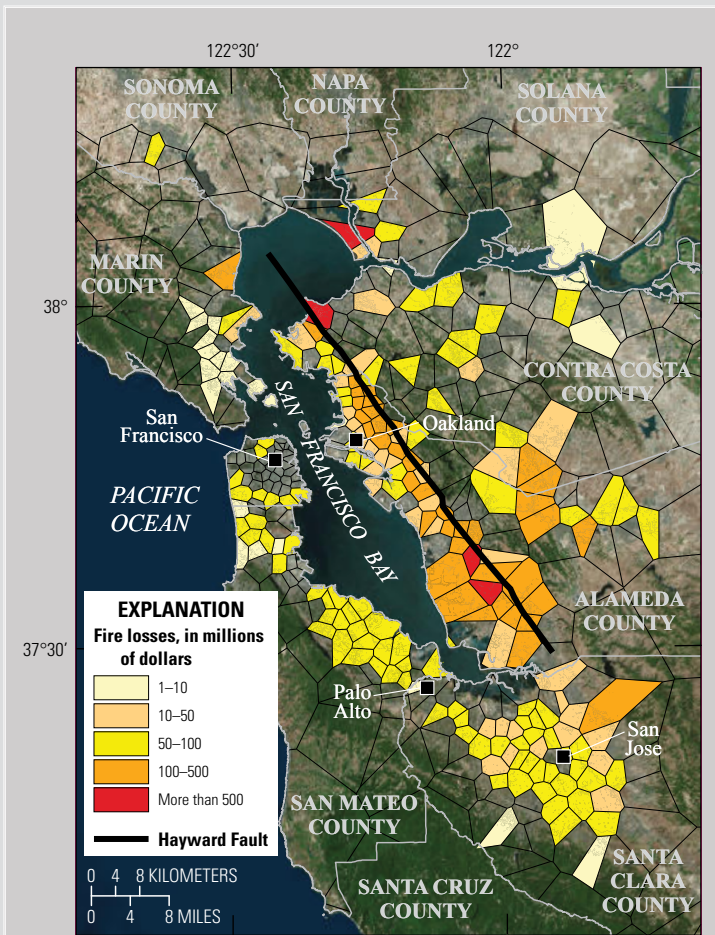 122°30′
122°
SONOMA
COUNTY
NAPA
COUNTY
SOLANA
COUNTY
MARIN
COUNTY
38°
CONTRA COSTA
COUNTY
San
Francisco
Oakland
SAN FRANCISCO BAY
PACIFIC
OCEAN
ALAMEDA
COUNTY
37°30′
Palo
Alto
San
Jose
SAN MATEO
COUNTY
SANTA CRUZ
COUNTY
SANTA
CLARA
COUNTY
EXPLANATION
Fire losses, in millions
of dollars
1–10
10–50
50–100
100–500
More than 500
Hayward Fault
0 4 8 KILOMETERS
0 4 8 MILES